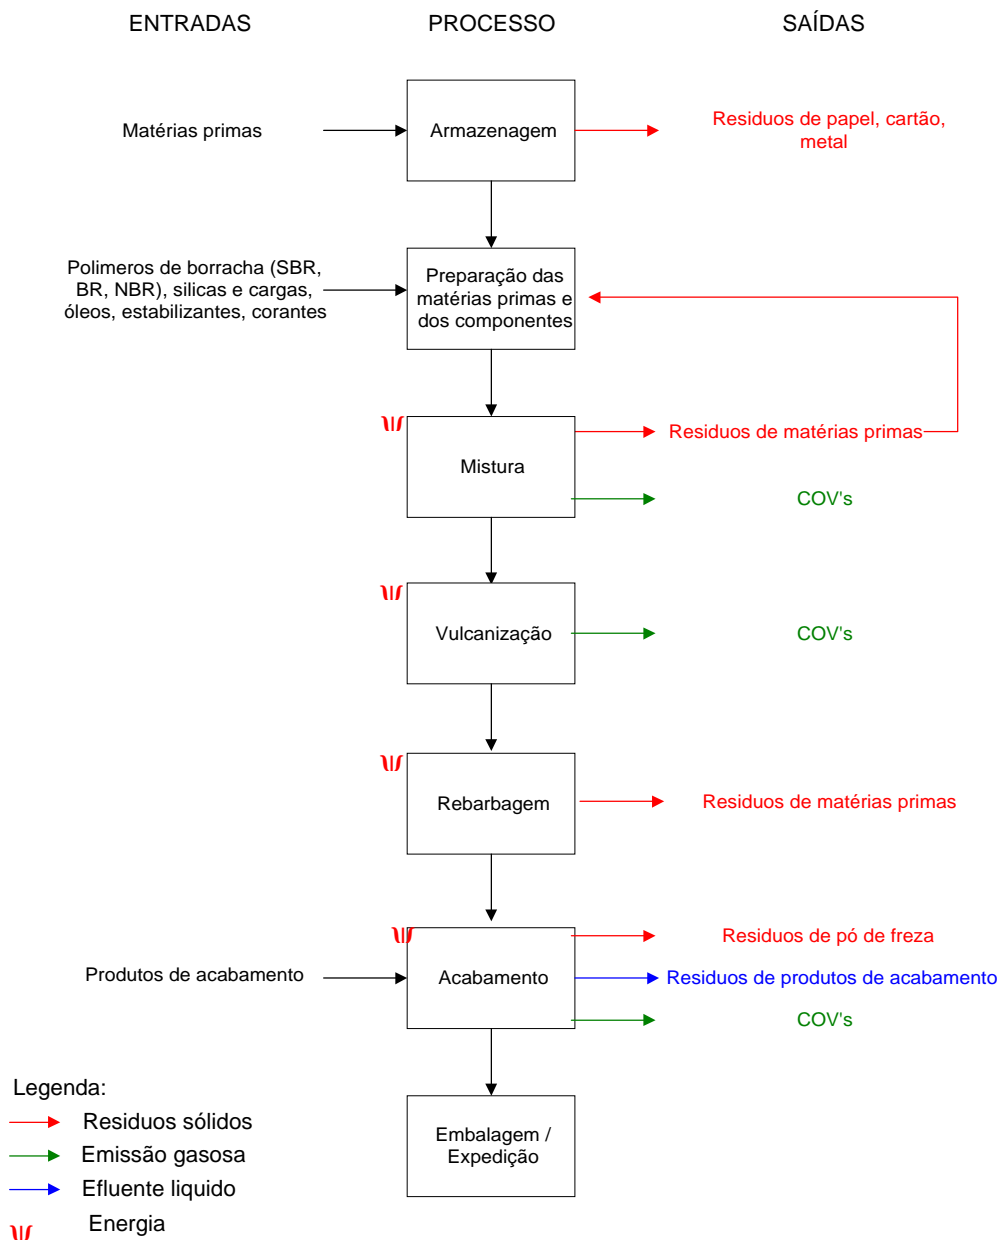 ENTRADAS
PROCESSO
SAÍDAS
Matérias primas
Armazenagem
Residuos de papel, cartão,
metal
Polimeros de borracha (SBR,
BR, NBR), silicas e cargas,
óleos, estabilizantes, corantes
Preparação das
matérias primas e
dos componentes
Mistura
Residuos de matérias primas
COV's
Vulcanização
COV's
Rebarbagem
Residuos de matérias primas
Produtos de acabamento
Acabamento
Residuos de pó de freza
Residuos de produtos de acabamento
COV's
Embalagem /
Expedição
Legenda:
Residuos sólidos
Emissão gasosa
Efluente liquido
Energia